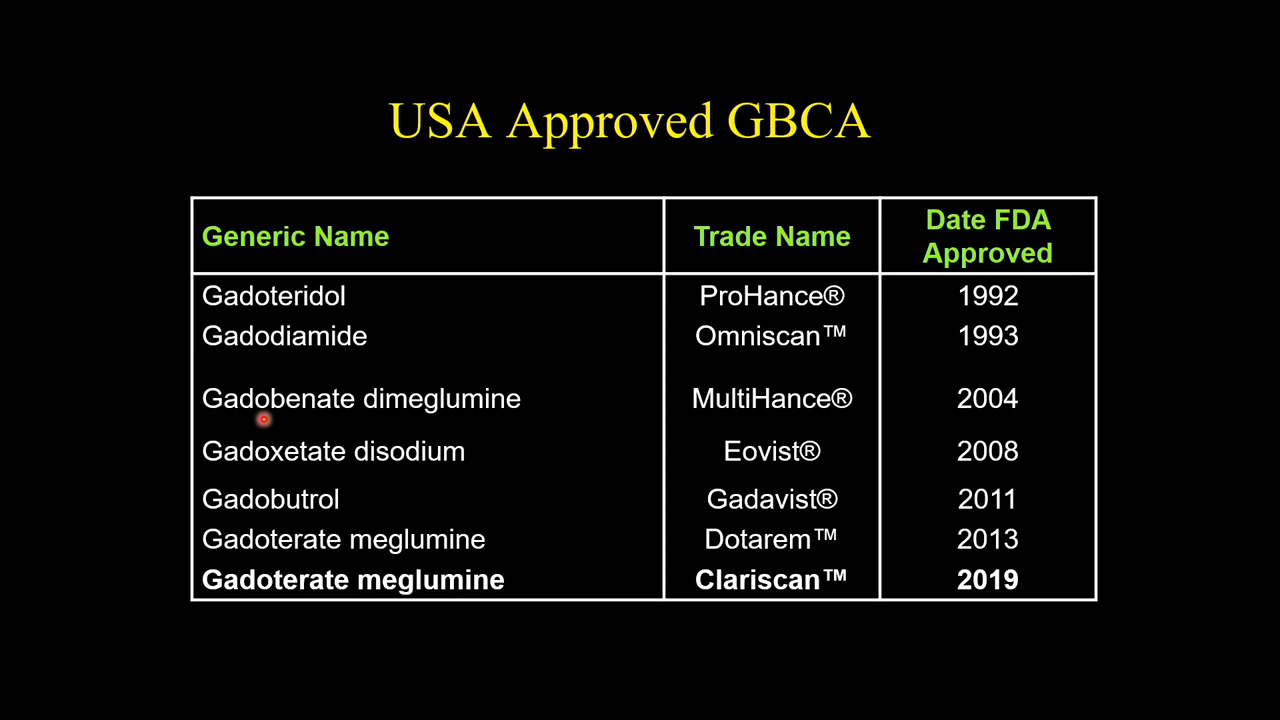 USA Approved GBCA
Generic Name Trade Name Date FDA Approved
Gadoteridol ProHance® 1992
Gadodiamide Omniscan™ 1993
Gadobenate dimeglumine MultiHance® 2004
Gadoxetate disodium Eovist® 2008
Gadobutrol Gadavist® 2011
Gadoterate meglumine Dotarem™ 2013
Gadoterate meglumine Clariscan™ 2019